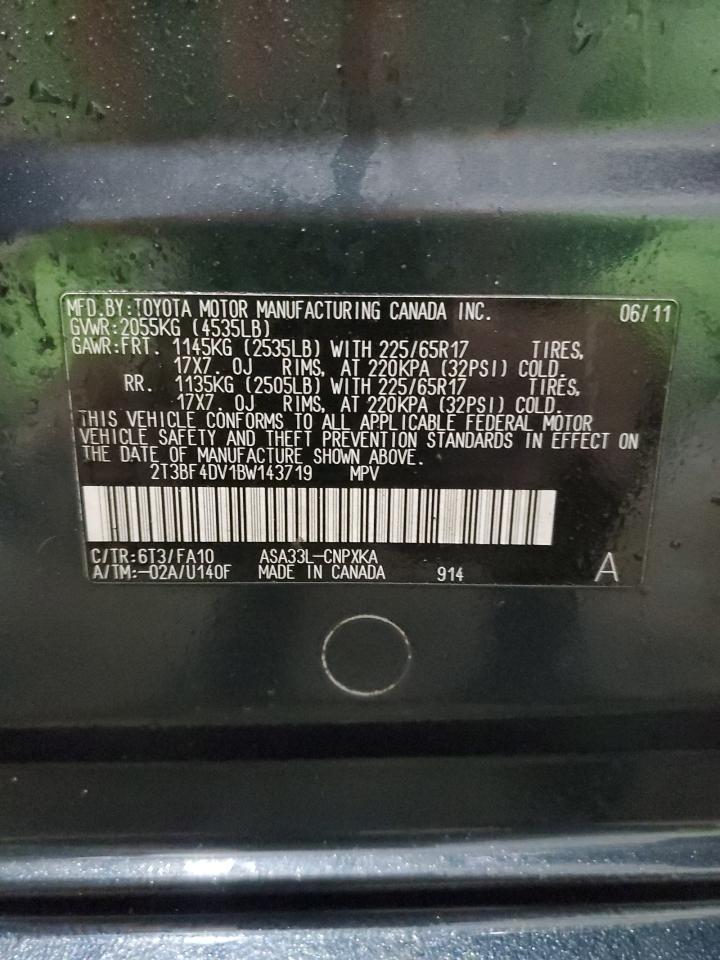 MFD.BY:TOYOTA MOTOR MANUFACTURING CANADA INC. 06/11
GVWR:2055KG (4535LB)
GAWR:FRT. 1145KG (2535LB) WITH 225/65R17 TIRES,
17X7.0J RIMS, AT 220KPA (32PSI) COLD.
RR. 1135KG (2505LB) WITH 225/65R17 TIRES,
17X7.0J RIMS, AT 220KPA (32PSI) COLD.
THIS VEHICLE CONFORMS TO ALL APPLICABLE FEDERAL MOTOR
VEHICLE SAFETY AND THEFT PREVENTION STANDARDS IN EFFECT ON
THE DATE OF MANUFACTURE SHOWN ABOVE.
2T3BF4DV1BW143719 MPV
C/TR:6T3/FA10 ASA33L-CNPXKA
A/TM:-02A/U140F MADE IN CANADA 914 A